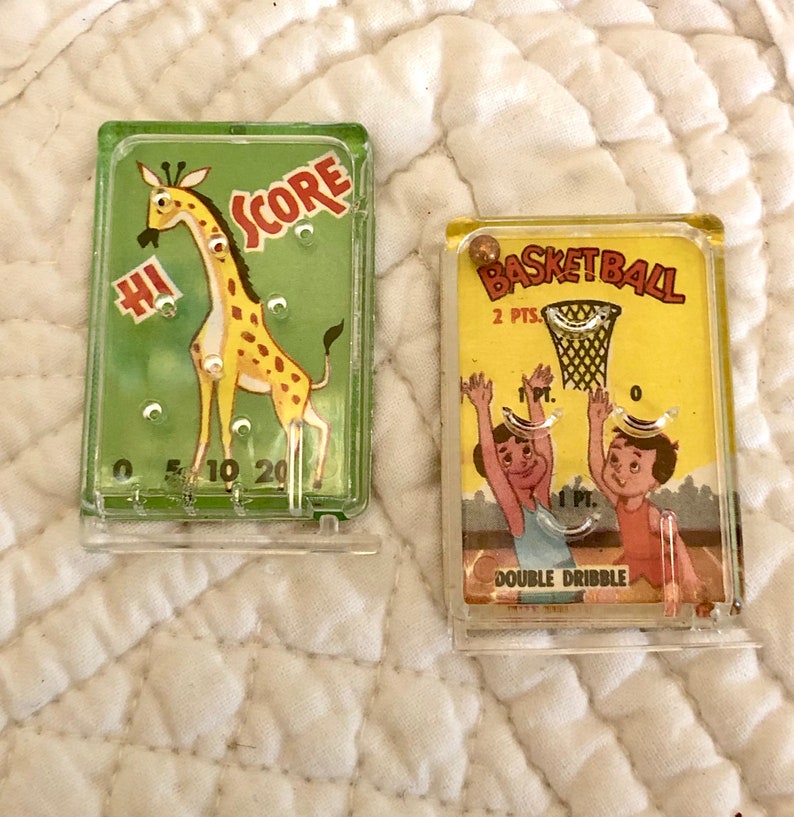 HI SCORE
0 5 10 20
BASKETBALL
2 PTS.
1 PT. 0
1 PT.
DOUBLE DRIBBLE